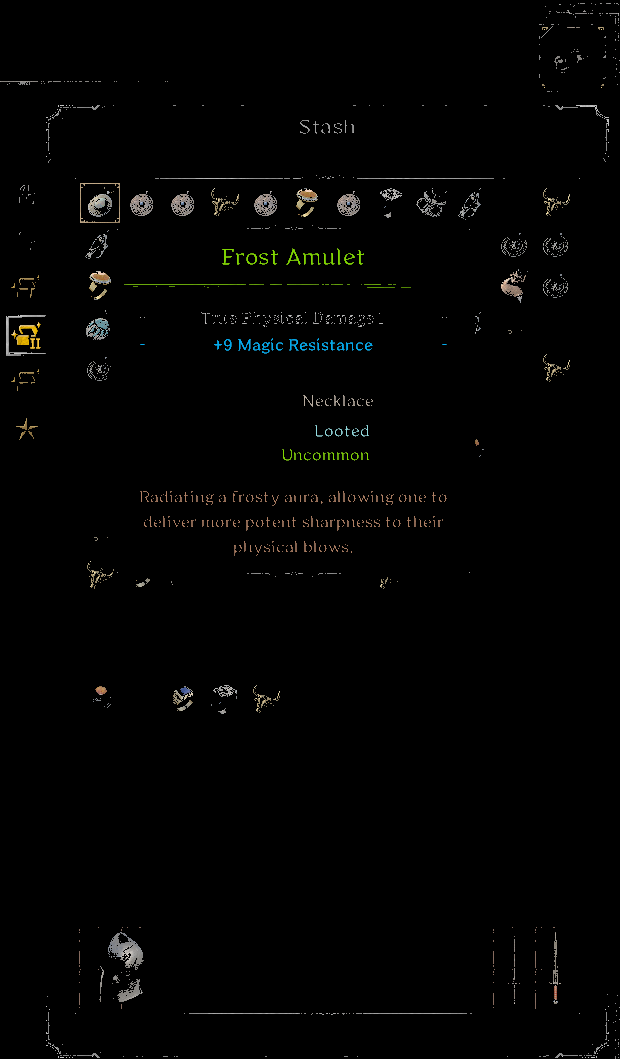 Stash
Frost Amulet
True Physical Damage 1
+9 Magic Resistance
Necklace
Looted
Uncommon
Radiating a frosty aura, allowing one to
deliver more potent sharpness to their
physical blows.
II